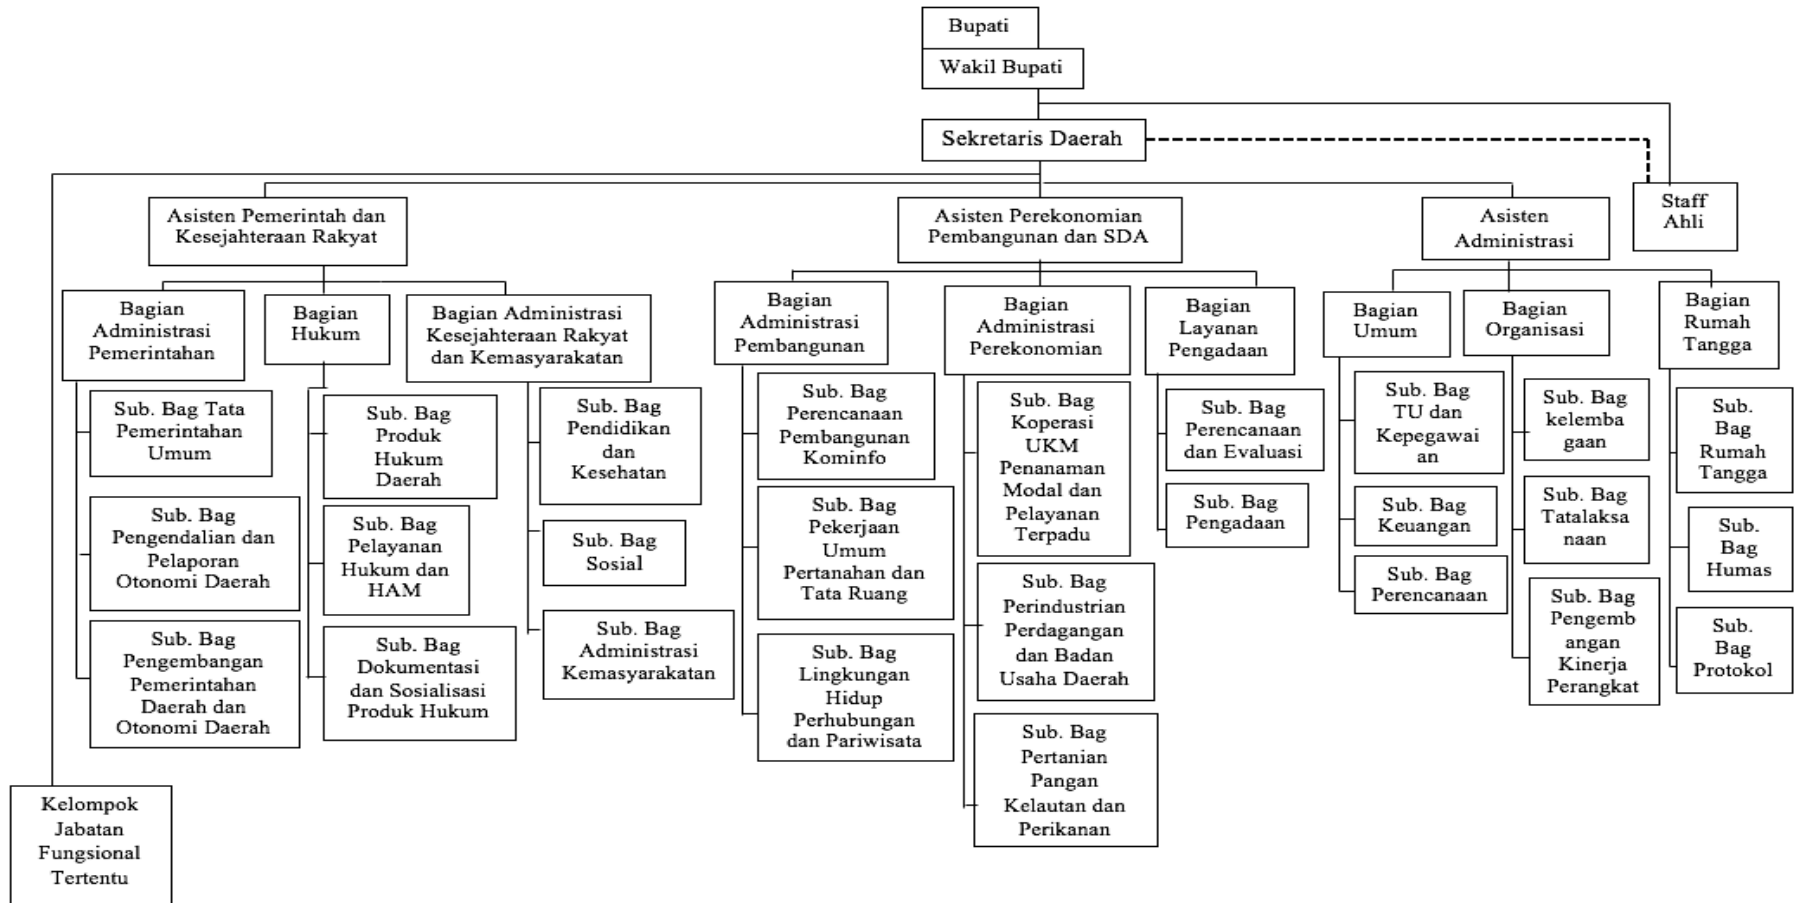 Bupati
Wakil Bupati
Sekretaris Daerah
Staff
Ahli
Asisten Pemerintah dan
Kesejahteraan Rakyat
Asisten Perekonomian
Pembangunan dan SDA
Asisten
Administrasi
Bagian
Administrasi
Pemerintahan
Bagian
Hukum
Bagian Administrasi
Kesejahteraan Rakyat
dan Kemasyarakatan
Bagian
Administrasi
Pembangunan
Bagian
Administrasi
Perekonomian
Bagian
Layanan
Pengadaan
Bagian
Umum
Bagian
Organisasi
Bagian
Rumah
Tangga
Sub. Bag Tata
Pemerintahan
Umum
Sub. Bag
Pengendalian dan
Pelaporan
Otonomi Daerah
Sub. Bag
Pengembangan
Pemerintahan
Daerah dan
Otonomi Daerah
Sub. Bag
Produk
Hukum
Daerah
Sub. Bag
Pelayanan
Hukum dan
HAM
Sub. Bag
Dokumentasi
dan Sosialisasi
Produk Hukum
Sub. Bag
Pendidikan
dan
Kesehatan
Sub. Bag
Sosial
Sub. Bag
Administrasi
Kemasyarakatan
Sub. Bag
Perencanaan
Pembangunan
Kominfo
Sub. Bag
Pekerjaan
Umum
Pertanahan dan
Tata Ruang
Sub. Bag
Lingkungan
Hidup
Perhubungan
dan Pariwisata
Sub. Bag
Koperasi
UKM
Penanaman
Modal dan
Pelayanan
Terpadu
Sub. Bag
Perindustrian
Perdagangan
dan Badan
Usaha Daerah
Sub. Bag
Pertanian
Pangan
Kelautan dan
Perikanan
Sub. Bag
Perencanaan
dan Evaluasi
Sub. Bag
Pengadaan
Sub. Bag
TU dan
Kepegawai
an
Sub. Bag
Keuangan
Sub. Bag
Perencanaan
Sub. Bag
kelemba
gaan
Sub. Bag
Tatalaksa
naan
Sub. Bag
Pengemb
angan
Kinerja
Perangkat
Sub.
Bag
Rumah
Tangga
Sub.
Bag
Humas
Sub.
Bag
Protokol
Kelompok
Jabatan
Fungsional
Tertentu